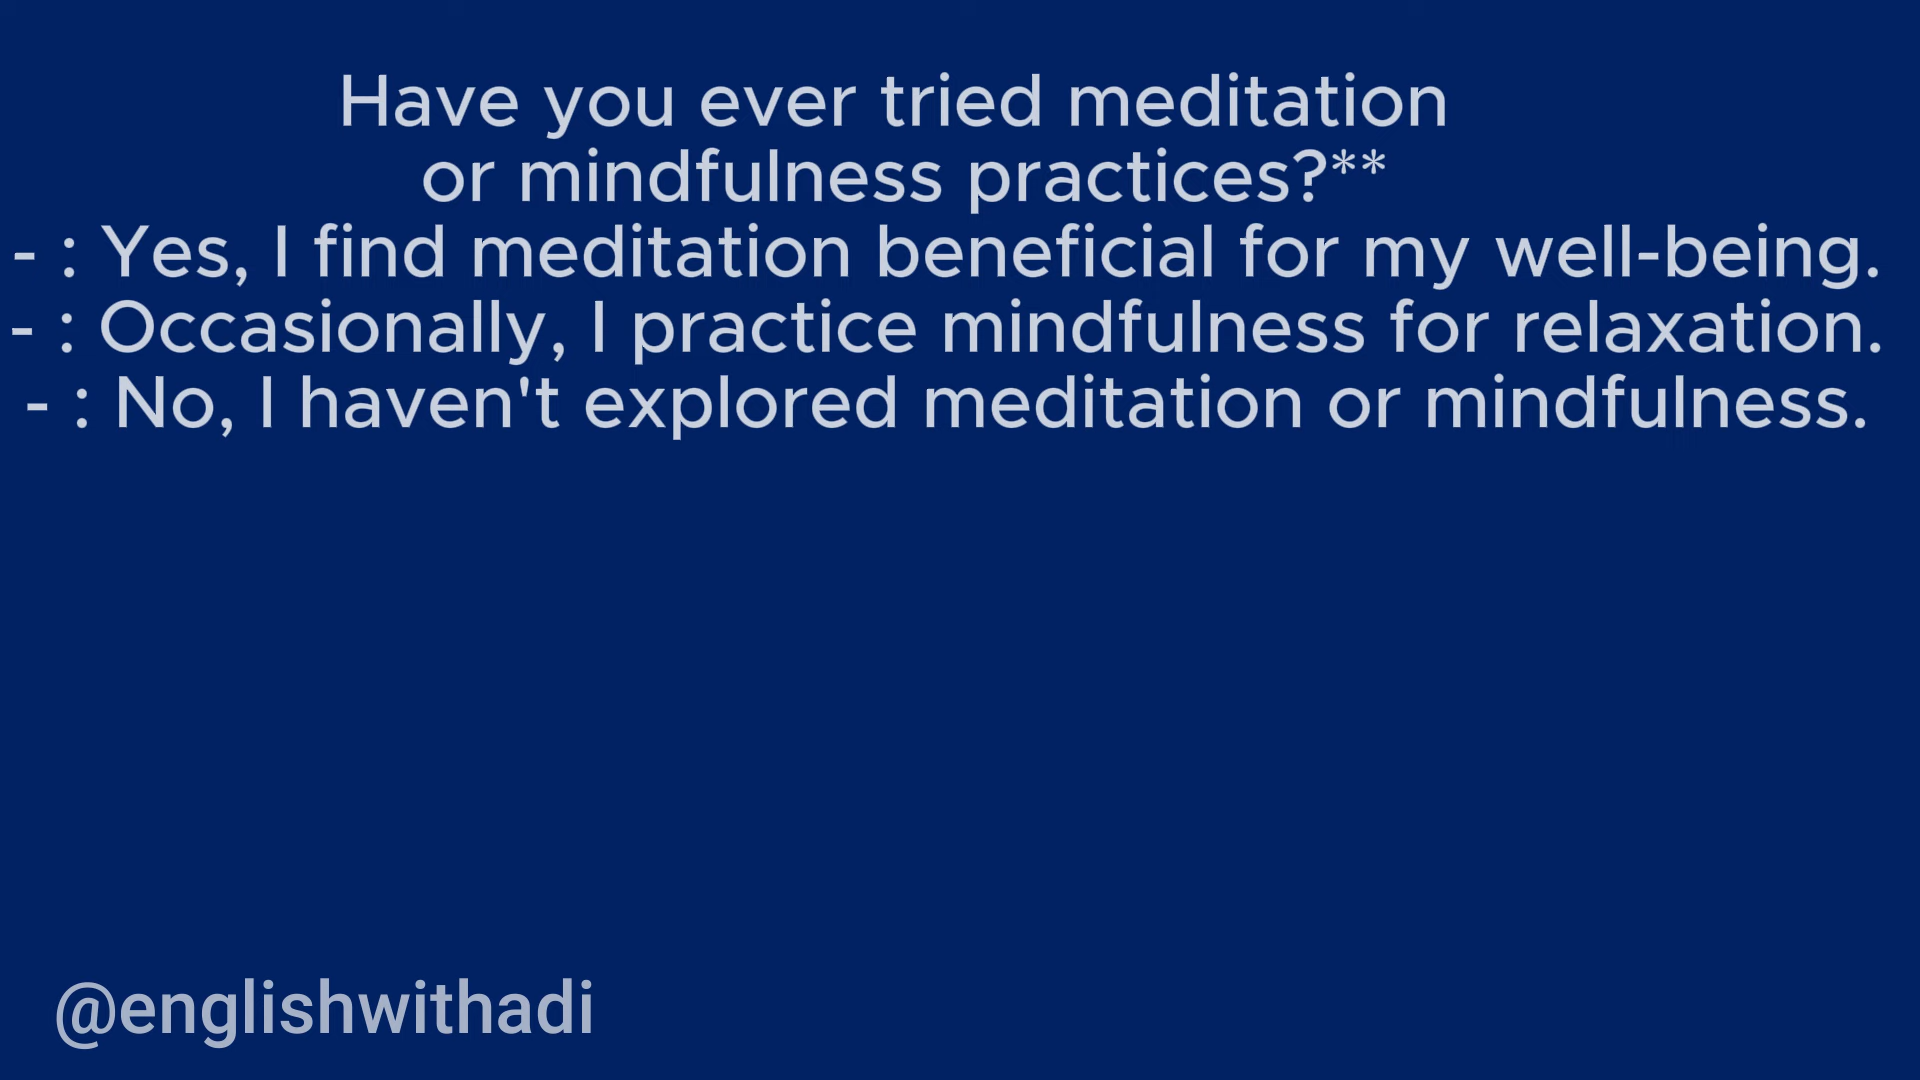 Have you ever tried meditation
or mindfulness practices?**
- : Yes, I find meditation beneficial for my well-being.
- : Occasionally, I practice mindfulness for relaxation.
- : No, I haven't explored meditation or mindfulness.
@englishwithadi